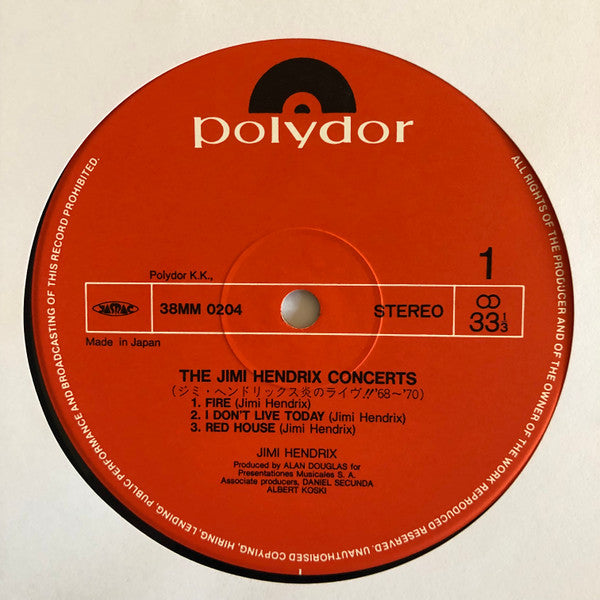 polydor
1
Polydor K.K.,
JASRAC
38MM 0204
STEREO
33 1/3
Made in Japan
THE JIMI HENDRIX CONCERTS
(ジミ・ヘンドリックス炎のライヴ!!'68〜'70)
1. FIRE (Jimi Hendrix)
2. I DON'T LIVE TODAY (Jimi Hendrix)
3. RED HOUSE (Jimi Hendrix)
JIMI HENDRIX
Produced by ALAN DOUGLAS for
Presentationes Musicales S. A.
Associate producers, DANIEL SECUNDA
ALBERT KOSKI
ALL RIGHTS OF THE PRODUCER AND OF THE OWNER OF THE WORK REPRODUCED RESERVED. UNAUTHORISED COPYING, HIRING, LENDING, PUBLIC PERFORMANCE AND BROADCASTING OF THIS RECORD PROHIBITED.